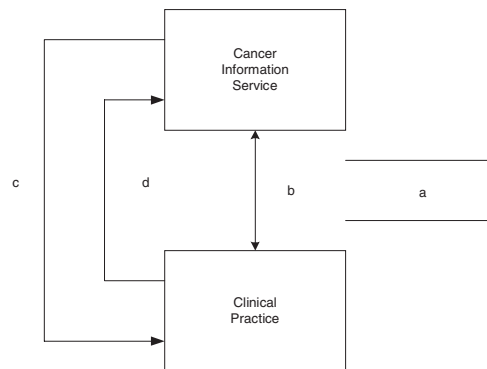 Cancer
Information
Service
c
d
b
a
Clinical
Practice